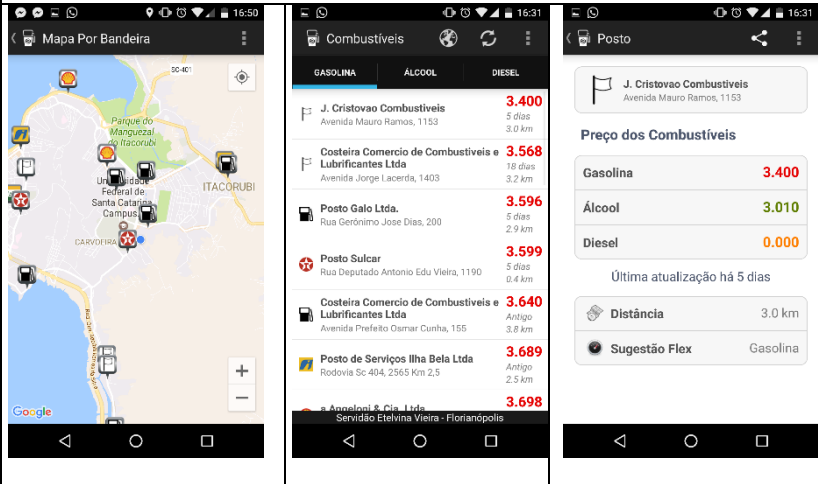 16:50
Mapa Por Bandeira
SC-401
Parque do
Manguezal
do Itacorubi
Universidade
Federal de
Santa Catarina
Campus
ITACORUBI
CARVOEIRA
Google
16:31
Combustíveis
GASOLINA ÁLCOOL DIESEL
J. Cristovao Combustiveis 3.400
Avenida Mauro Ramos, 1153 5 dias
3.0 km
Costeira Comercio de Combustiveis e 3.568
Lubrificantes Ltda 18 dias
Avenida Jorge Lacerda, 1403 3.2 km
Posto Galo Ltda. 3.596
Rua Gerônimo Jose Dias, 200 5 dias
2.9 km
Posto Sulcar 3.599
Rua Deputado Antonio Edu Vieira, 1190 5 dias
0.4 km
Costeira Comercio de Combustiveis e 3.640
Lubrificantes Ltda Antigo
Avenida Prefeito Osmar Cunha, 155 3.8 km
Posto de Serviços Ilha Bela Ltda 3.689
Rodovia Sc 404, 2565 Km 2,5 Antigo
2.5 km
a Angeloni & Cia. Ltda 3.698
Servidão Etelvina Vieira - Florianópolis
16:31
Posto
J. Cristovao Combustiveis
Avenida Mauro Ramos, 1153
Preço dos Combustíveis
Gasolina 3.400
Álcool 3.010
Diesel 0.000
Última atualização há 5 dias
Distância 3.0 km
Sugestão Flex Gasolina